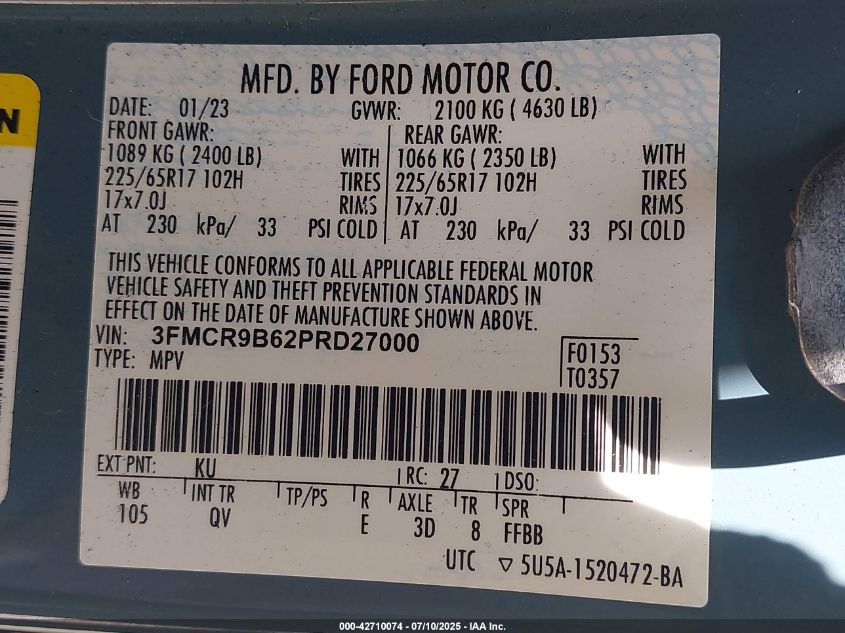 N
MFD. BY FORD MOTOR CO.
DATE: 01/23 GVWR: 2100 KG ( 4630 LB)
FRONT GAWR: REAR GAWR:
1089 KG ( 2400 LB) WITH 1066 KG ( 2350 LB) WITH
225/65R17 102H TIRES 225/65R17 102H TIRES
17x7.0J RIMS 17x7.0J RIMS
AT 230 kPa/ 33 PSI COLD AT 230 kPa/ 33 PSI COLD
THIS VEHICLE CONFORMS TO ALL APPLICABLE FEDERAL MOTOR
VEHICLE SAFETY AND THEFT PREVENTION STANDARDS IN
EFFECT ON THE DATE OF MANUFACTURE SHOWN ABOVE.
VIN: 3FMCR9B62PRD27000
TYPE: MPV
F0153
T0357
EXT PNT: KU RC: 27 DSO:
WB INT TR TP/PS R AXLE TR SPR
105 QV E 3D 8 FFBB
UTC ▽ 5U5A-1520472-BA
000-42710074 - 07/10/2025 - IAA Inc.